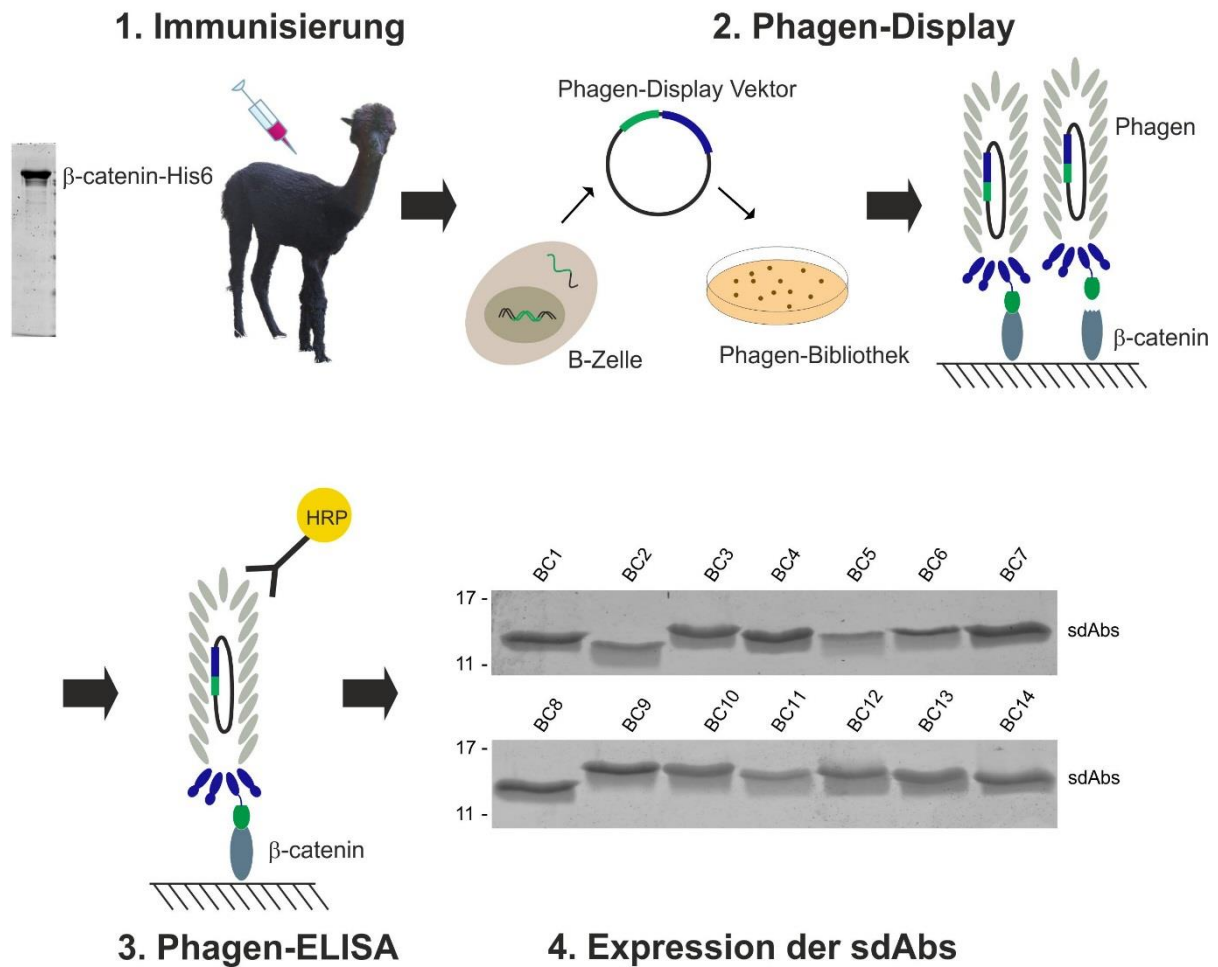 1. Immunisierung
2. Phagen-Display
β-catenin-His6
Phagen-Display Vektor
B-Zelle
Phagen-Bibliothek
Phagen
β-catenin
HRP
β-catenin
3. Phagen-ELISA
BC1 BC2 BC3 BC4 BC5 BC6 BC7
17 -
sdAbs
11 -
BC8 BC9 BC10 BC11 BC12 BC13 BC14
17 -
sdAbs
11 -
4. Expression der sdAbs